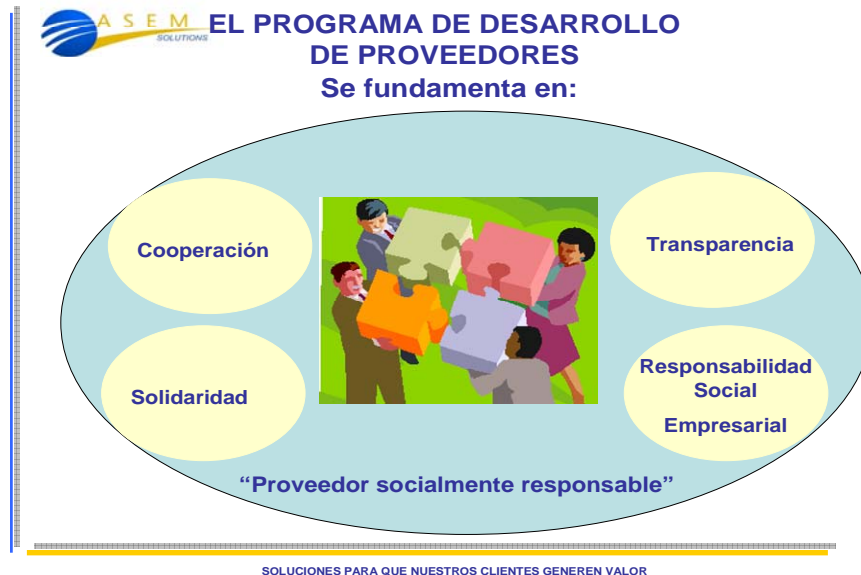 ASEM
SOLUTIONS
EL PROGRAMA DE DESARROLLO
DE PROVEEDORES
Se fundamenta en:
Cooperación
Transparencia
Solidaridad
Responsabilidad
Social
Empresarial
“Proveedor socialmente responsable”
SOLUCIONES PARA QUE NUESTROS CLIENTES GENEREN VALOR